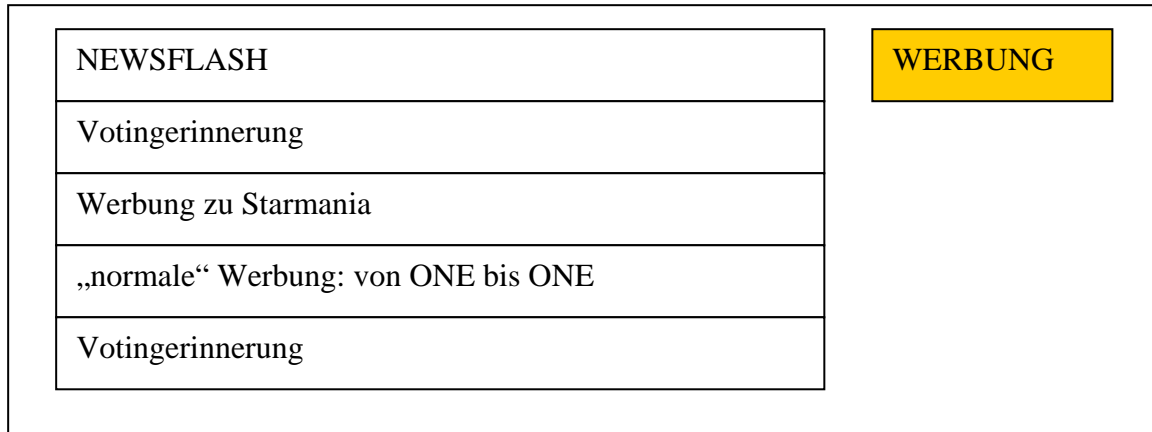 NEWSFLASH
WERBUNG
Votingerinnerung
Werbung zu Starmania
„normale“ Werbung: von ONE bis ONE
Votingerinnerung